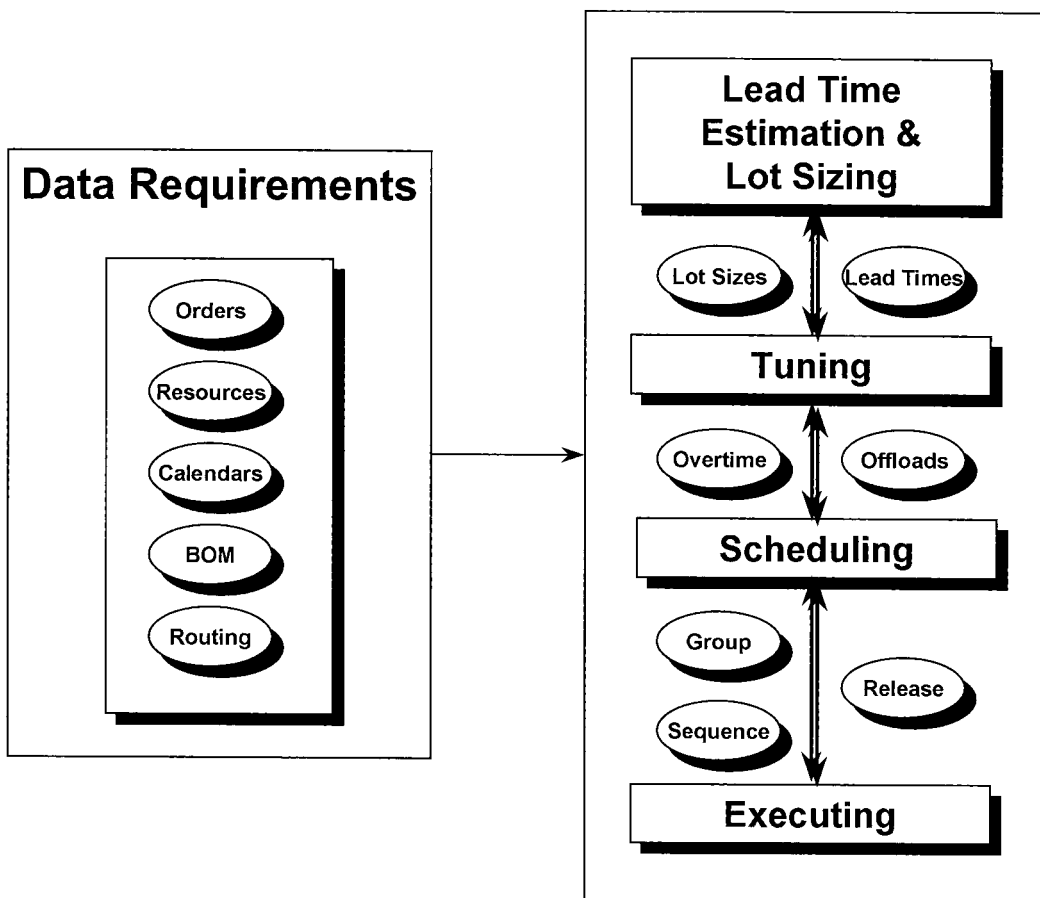 Data Requirements
Orders
Resources
Calendars
BOM
Routing
Lead Time
Estimation &
Lot Sizing
Lot Sizes
Lead Times
Tuning
Overtime
Offloads
Scheduling
Group
Release
Sequence
Executing